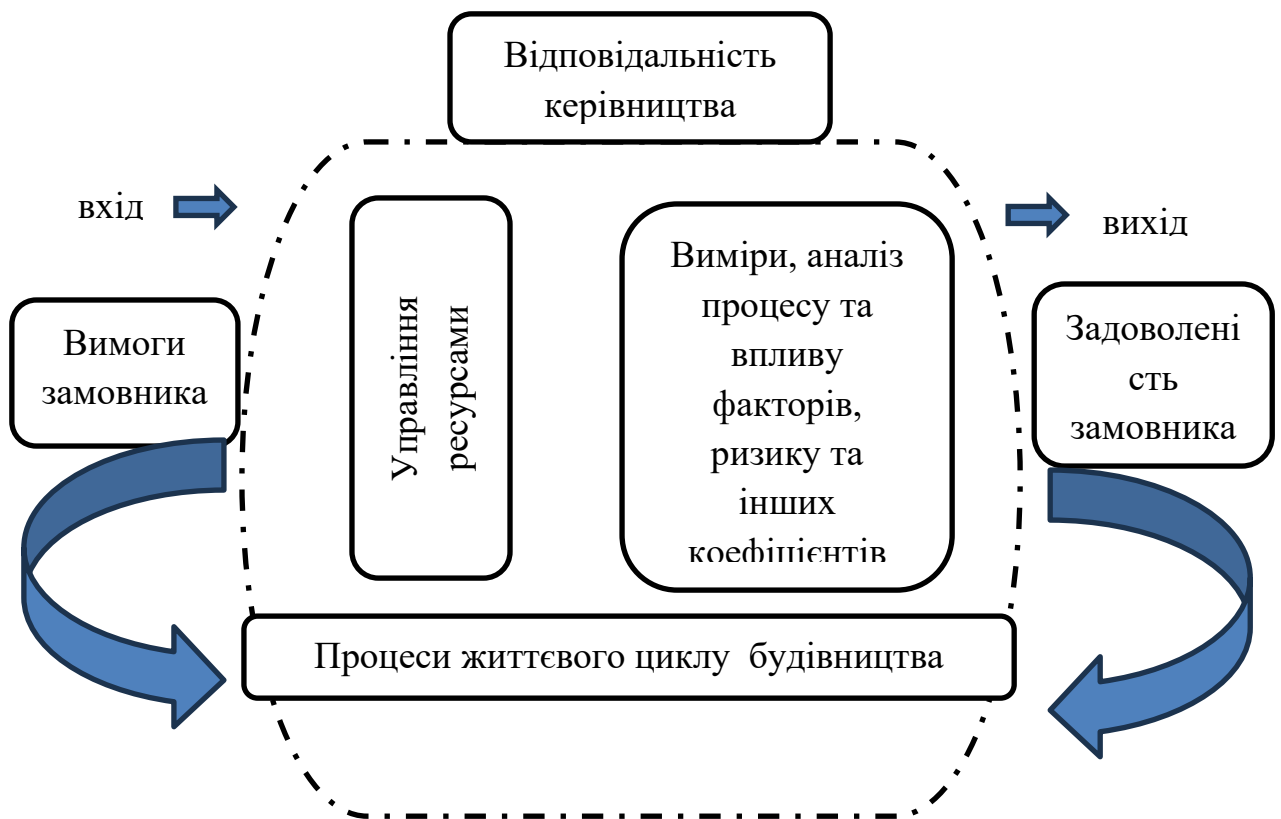 Відповідальність
керівництва
вхід
вихід
Вимоги
замовника
Управління
ресурсами
Виміри, аналіз
процесу та
впливу
факторів,
ризику та
інших
коефіцієнтів
Задоволені
сть
замовника
Процеси життєвого циклу будівництва